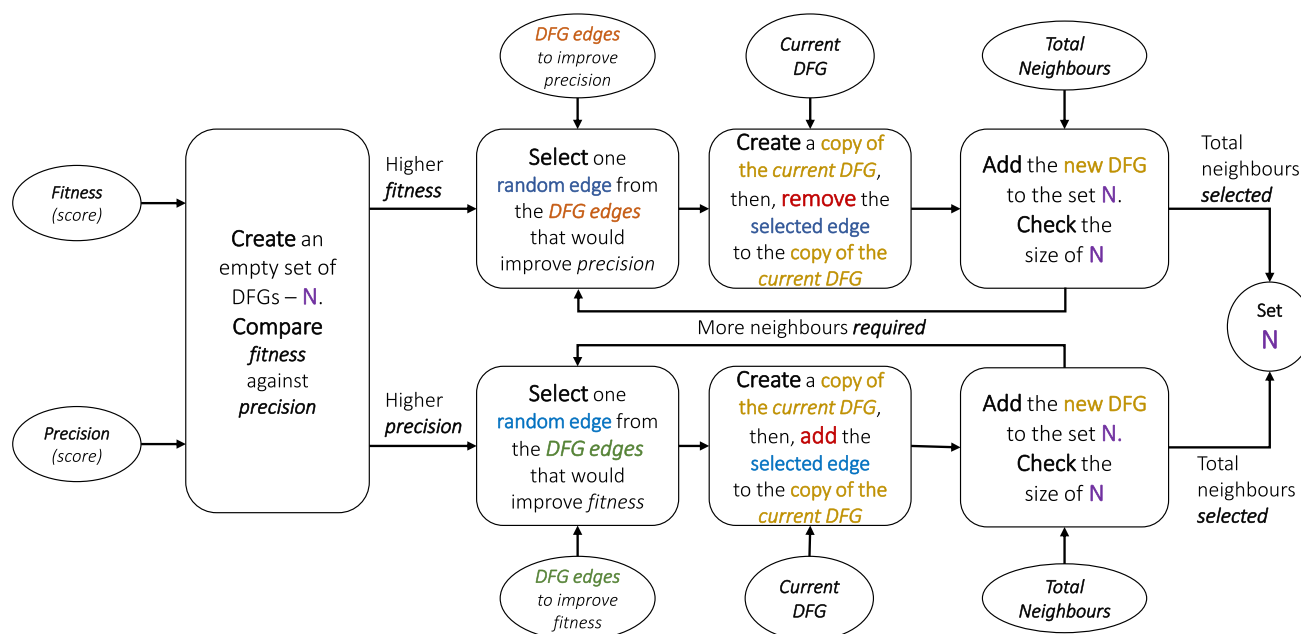 DFG edges
to improve
precision
Current
DFG
Total
Neighbours
Fitness
(score)
Precision
(score)
Create an
empty set of
DFGs – N.
Compare
fitness
against
precision
Higher
fitness
Select one
random edge from
the DFG edges
that would
improve precision
Create a copy of
the current DFG,
then, remove the
selected edge
to the copy of the
current DFG
Add the new DFG
to the set N.
Check the
size of N
Total
neighbours
selected
More neighbours required
Set
N
Higher
precision
Select one
random edge from
the DFG edges
that would
improve fitness
Create a copy of
the current DFG,
then, add the
selected edge
to the copy of the
current DFG
Add the new DFG
to the set N.
Check the
size of N
Total
neighbours
selected
DFG edges
to improve
fitness
Current
DFG
Total
Neighbours